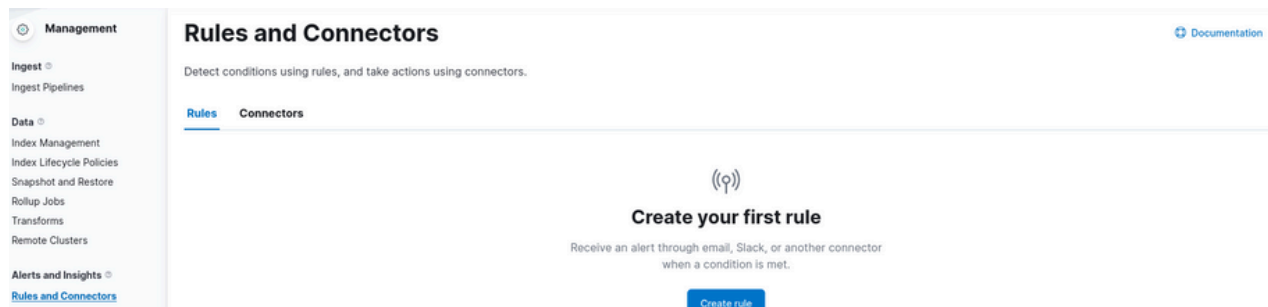 Management
Ingest
Ingest Pipelines
Data
Index Management
Index Lifecycle Policies
Snapshot and Restore
Rollup Jobs
Transforms
Remote Clusters
Alerts and Insights
Rules and Connectors
Rules and Connectors
Documentation
Detect conditions using rules, and take actions using connectors.
Rules Connectors
Create your first rule
Receive an alert through email, Slack, or another connector
when a condition is met.
Create rule